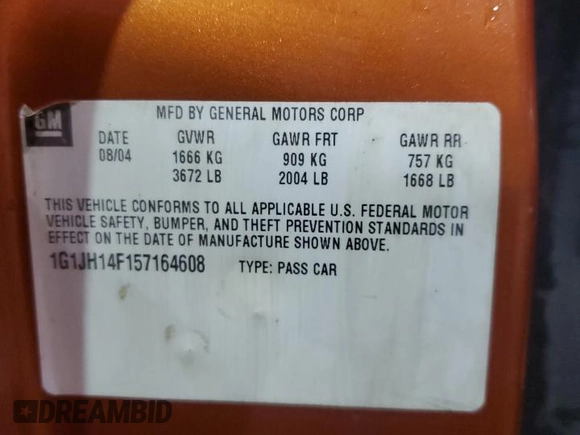 GM
MFD BY GENERAL MOTORS CORP
DATE GVWR GAWR FRT GAWR RR
08/04 1666 KG 909 KG 757 KG
3672 LB 2004 LB 1668 LB
THIS VEHICLE CONFORMS TO ALL APPLICABLE U.S. FEDERAL MOTOR
VEHICLE SAFETY, BUMPER, AND THEFT PREVENTION STANDARDS IN
EFFECT ON THE DATE OF MANUFACTURE SHOWN ABOVE.
1G1JH14F157164608 TYPE: PASS CAR
DREAMBID